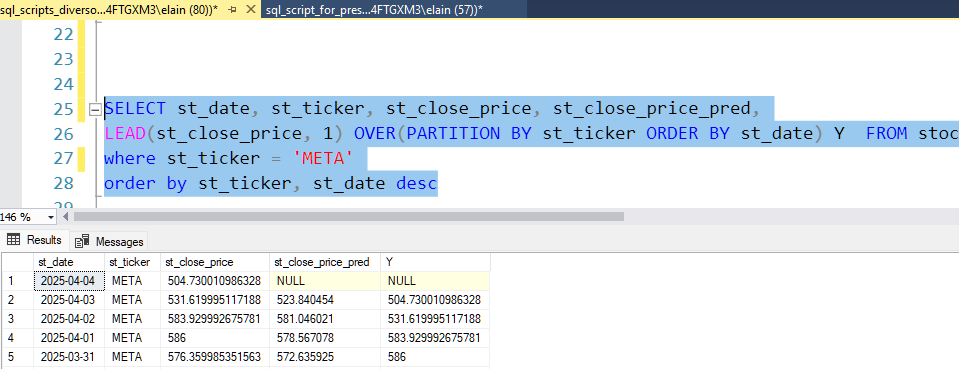 sql_scripts_diverso...4FTGXM3\elain (80))* sql_script_for_pres...4FTGXM3\elain (57))*
22
23
24
25 SELECT st_date, st_ticker, st_close_price, st_close_price_pred,
26 LEAD(st_close_price, 1) OVER(PARTITION BY st_ticker ORDER BY st_date) Y FROM stoc
27 where st_ticker = 'META'
28 order by st_ticker, st_date desc
29
146 %
Results Messages
st_date st_ticker st_close_price st_close_price_pred Y
1 2025-04-04 META 504.730010986328 NULL NULL
2 2025-04-03 META 531.619995117188 523.840454 504.730010986328
3 2025-04-02 META 583.929992675781 581.046021 531.619995117188
4 2025-04-01 META 586 578.567078 583.929992675781
5 2025-03-31 META 576.359985351563 572.635925 586